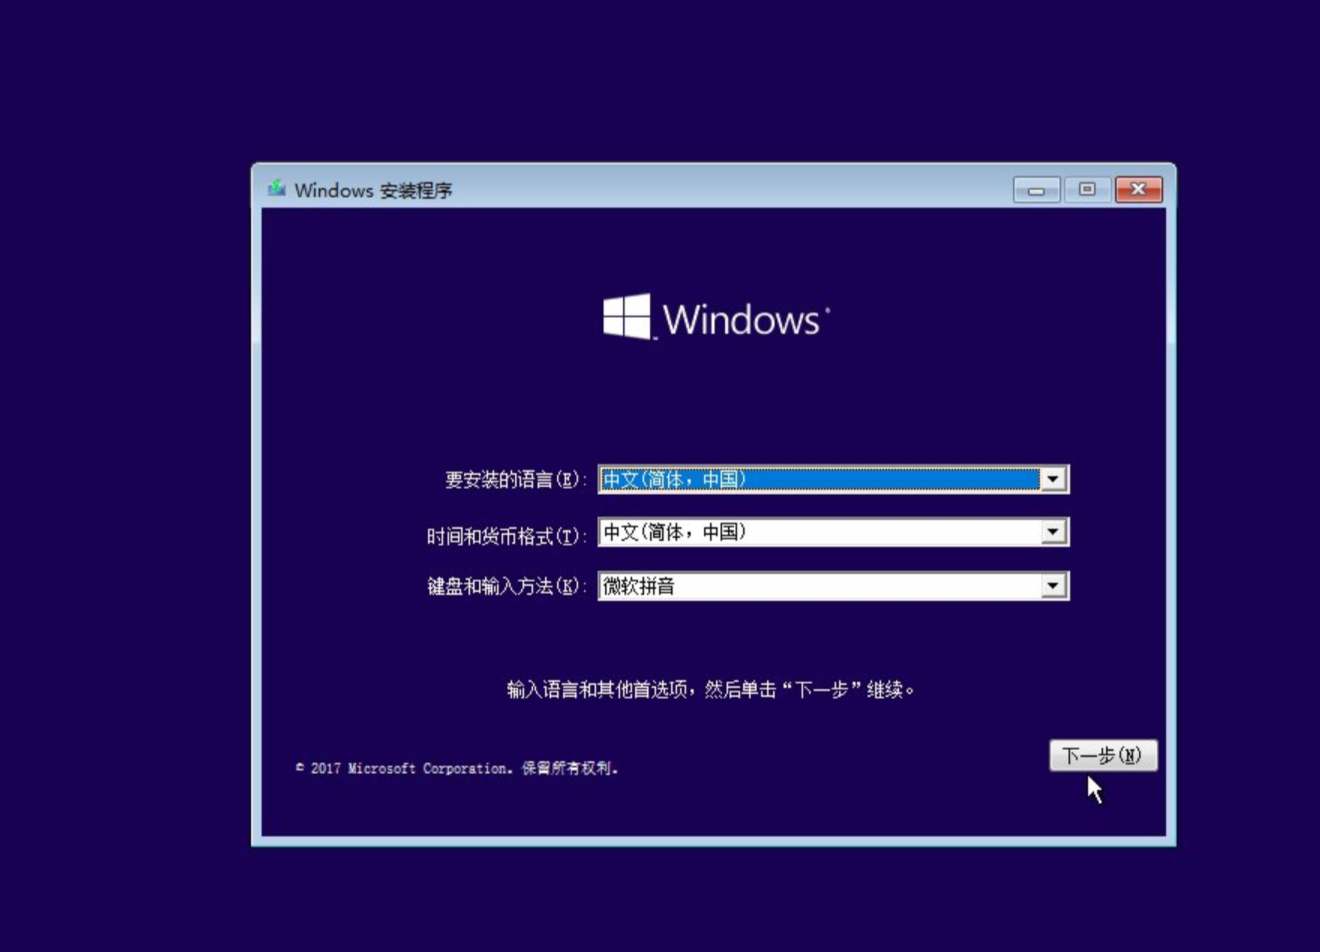 Windows 安装程序
Windows
要安装的语言(E): 中文(简体，中国)
时间和货币格式(T): 中文(简体，中国)
键盘和输入方法(K): 微软拼音
输入语言和其他首选项，然后单击“下一步”继续。
下一步(N)
© 2017 Microsoft Corporation。保留所有权利。